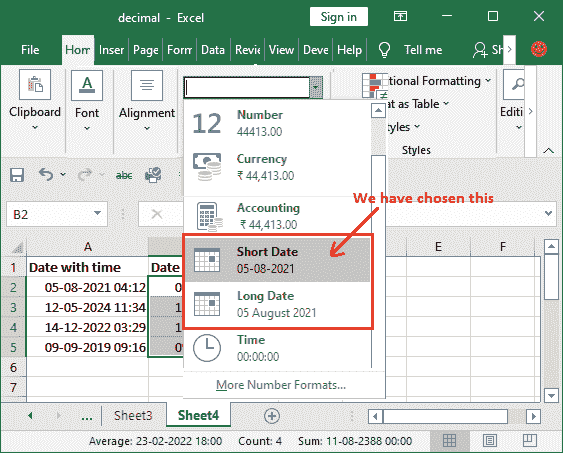 decimal - Excel
Sign in
File Hom Inser Page Forr Data Revie View Deve Help Tell me Sh
Clipboard
Font
Alignment
tional Formatting
at as Table
tyles
Styles
Editi
12
Number
44413.00
Currency
₹ 44,413.00
Accounting
₹ 44,413.00
Short Date
05-08-2021
Long Date
05 August 2021
Time
00:00:00
More Number Formats...
We have chosen this
abc
B2
A E F
1 Date with time Date
2 05-08-2021 04:12 0
3 12-05-2024 11:34 1
4 14-12-2022 03:29 1
5 09-09-2019 09:16 09
6
7
... Sheet3 Sheet4
Average: 23-02-2022 18:00 Count: 4 Sum: 11-08-2388 00:00